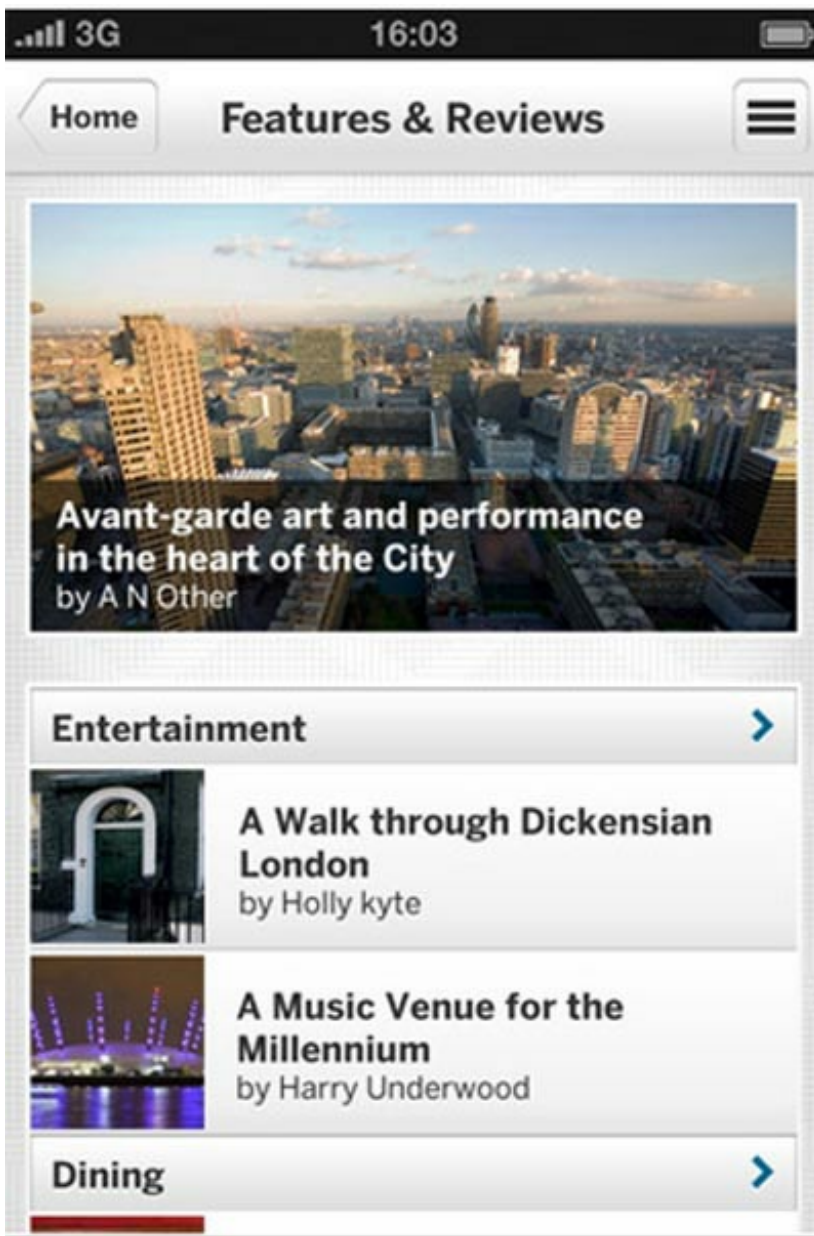 3G 16:03
Home Features & Reviews
Avant-garde art and performance
in the heart of the City
by A N Other
Entertainment
A Walk through Dickensian
London
by Holly kyte
A Music Venue for the
Millennium
by Harry Underwood
Dining